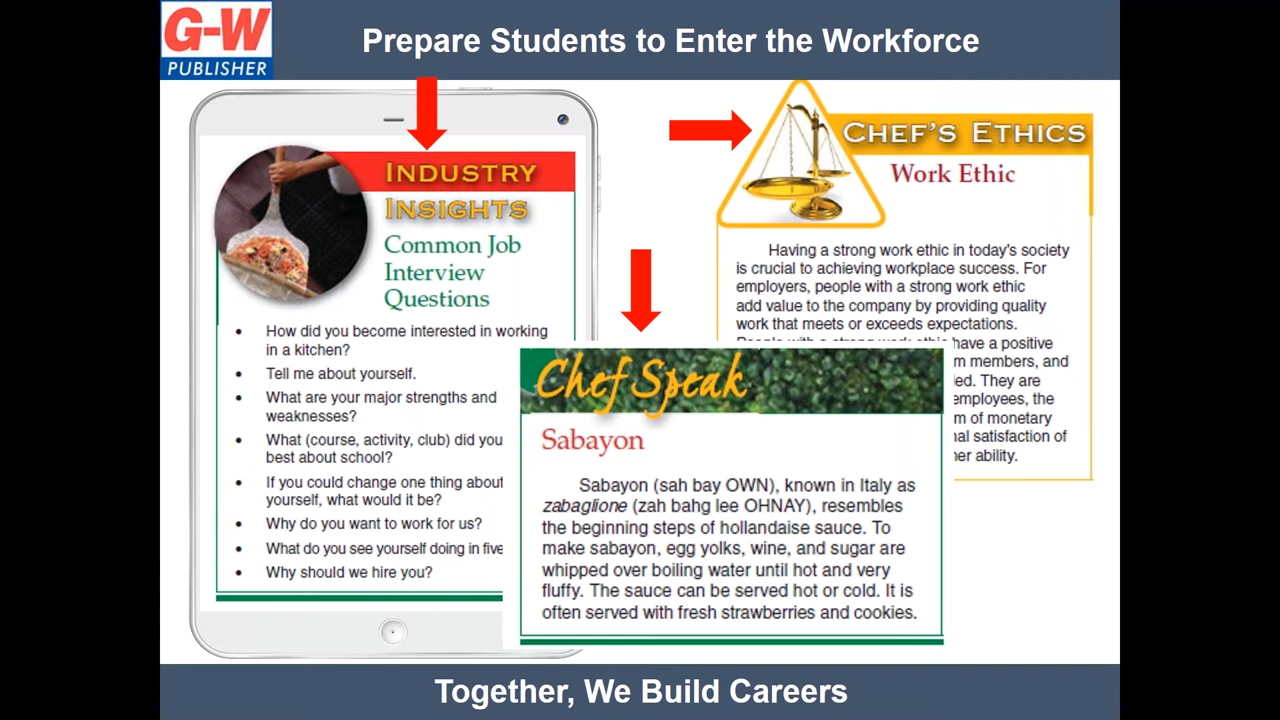 G-W
PUBLISHER
Prepare Students to Enter the Workforce
INDUSTRY
INSIGHTS
Common Job
Interview
Questions
• How did you become interested in working
in a kitchen?
• Tell me about yourself.
• What are your major strengths and
weaknesses?
• What (course, activity, club) did you
best about school?
• If you could change one thing about
yourself, what would it be?
• Why do you want to work for us?
• What do you see yourself doing in five
• Why should we hire you?
CHEF'S ETHICS
Work Ethic
Having a strong work ethic in today's society
is crucial to achieving workplace success. For
employers, people with a strong work ethic
add value to the company by providing quality
work that meets or exceeds expectations.
People with a strong work ethic have a positive
members, and
They are
employees, the
of monetary
satisfaction of
ability.
Chef Speak
Sabayon
Sabayon (sah bay OWN), known in Italy as
zabaglione (zah bahg lee OHNAY), resembles
the beginning steps of hollandaise sauce. To
make sabayon, egg yolks, wine, and sugar are
whipped over boiling water until hot and very
fluffy. The sauce can be served hot or cold. It is
often served with fresh strawberries and cookies.
Together, We Build Careers